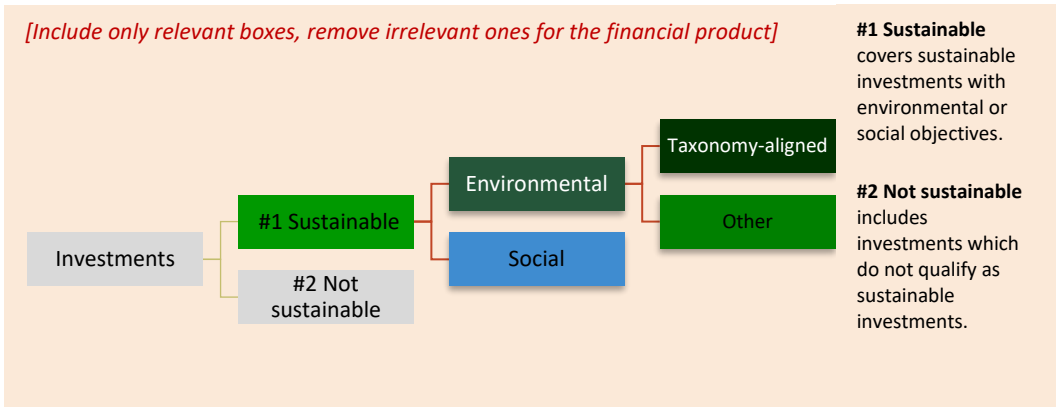 [Include only relevant boxes, remove irrelevant ones for the financial product]
Investments
#1 Sustainable
#2 Not
sustainable
Environmental
Social
Taxonomy-aligned
Other
#1 Sustainable
covers sustainable
investments with
environmental or
social objectives.
#2 Not sustainable
includes
investments which
do not qualify as
sustainable
investments.